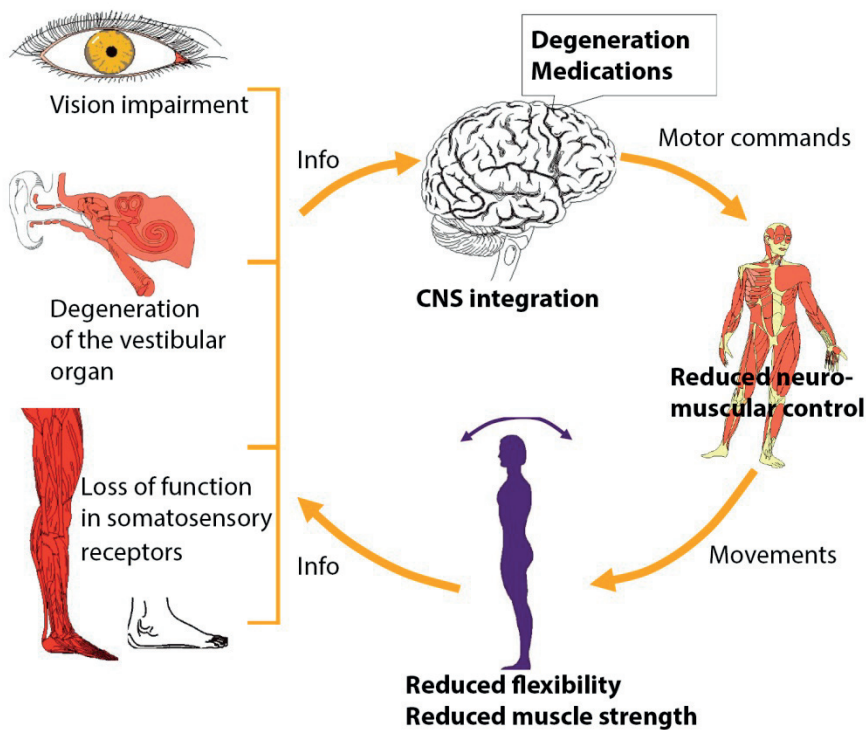 Vision impairment
Degeneration
of the vestibular
organ
Loss of function
in somatosensory
receptors
Info
Degeneration
Medications
CNS integration
Motor commands
Reduced neuro-
muscular control
Movements
Reduced flexibility
Reduced muscle strength
Info